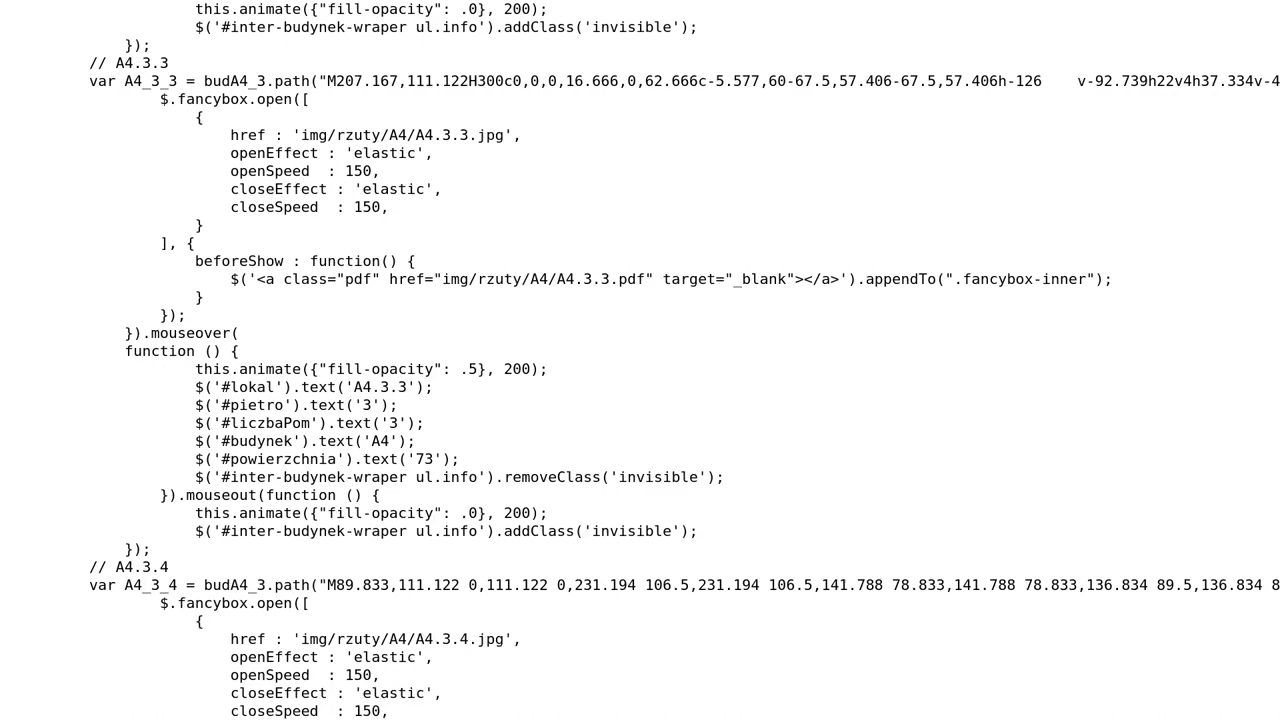 this.animate({"fill-opacity": .0}, 200);
$('#inter-budynek-wraper ul.info').addClass('invisible');
});
// A4.3.3
var A4_3_3 = budA4_3.path("M207.167,111.122H300c0,0,0,16.666,0,62.666c-5.577,60-67.5,57.406-67.5,57.406h-126    v-92.739h22v4h37.334v-4
$.fancybox.open([
{
href : 'img/rzuty/A4/A4.3.3.jpg',
openEffect : 'elastic',
openSpeed  : 150,
closeEffect : 'elastic',
closeSpeed  : 150,
}
], {
beforeShow : function() {
$('<a class="pdf" href="img/rzuty/A4/A4.3.3.pdf" target="_blank"></a>').appendTo(".fancybox-inner");
}
});
}).mouseover(
function () {
this.animate({"fill-opacity": .5}, 200);
$('#lokal').text('A4.3.3');
$('#pietro').text('3');
$('#liczbaPom').text('3');
$('#budynek').text('A4');
$('#powierzchnia').text('73');
$('#inter-budynek-wraper ul.info').removeClass('invisible');
}).mouseout(function () {
this.animate({"fill-opacity": .0}, 200);
$('#inter-budynek-wraper ul.info').addClass('invisible');
});
// A4.3.4
var A4_3_4 = budA4_3.path("M89.833,111.122 0,111.122 0,231.194 106.5,231.194 106.5,141.788 78.833,141.788 78.833,136.834 89.5,136.834 8
$.fancybox.open([
{
href : 'img/rzuty/A4/A4.3.4.jpg',
openEffect : 'elastic',
openSpeed  : 150,
closeEffect : 'elastic',
closeSpeed  : 150,